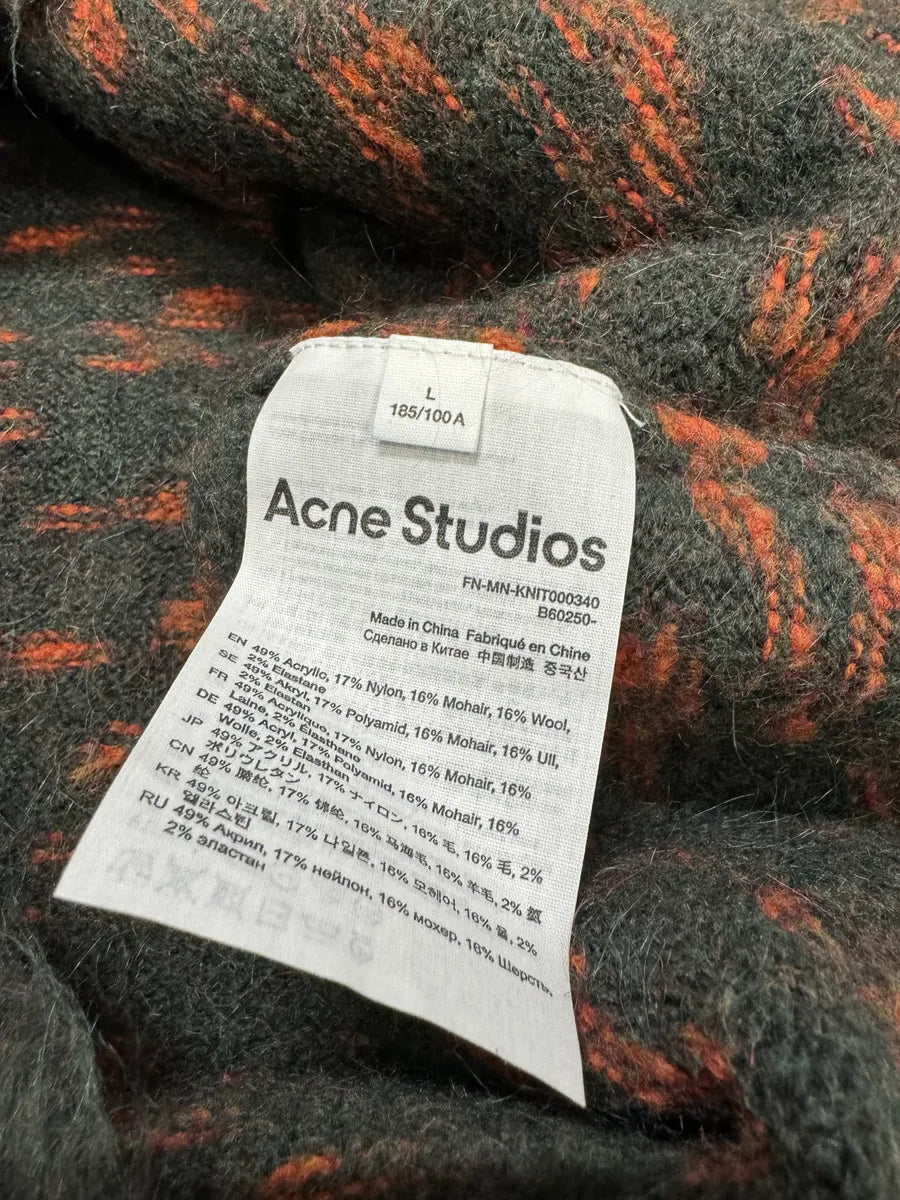 L
185/100A
Acne Studios
FN-MN-KNIT000340
B60250-
Made in China Fabriqué en Chine
Сделано в Китае 中国制造 중국산
EN 49% Acrylic, 17% Nylon, 16% Mohair, 16% Wool,
2% Elastane
SE 49% Akryl, 17% Polyamid, 16% Mohair, 16% Ull,
2% Elastan
FR 49% Acrylique, 17% Nylon, 16% Mohair, 16%
Laine, 2% Élasthanne
DE 49% Acryl, 17% Polyamid, 16% Mohair, 16%
Wolle, 2% Elasthan
JP 49% アクリル, 17% ナイロン, 16% 毛, 16% 毛, 2%
ポリウレタン
CN 49% 腈纶, 17% 锦纶, 16% 马海毛, 16% 羊毛, 2% 氨
纶
KR 49% 아크릴, 17% 나일론, 16% 모헤어, 16% 울, 2%
엘라스틴
RU 49% Акрил, 17% нейлон, 16% мохер, 16% Шерсть,
2% эластан